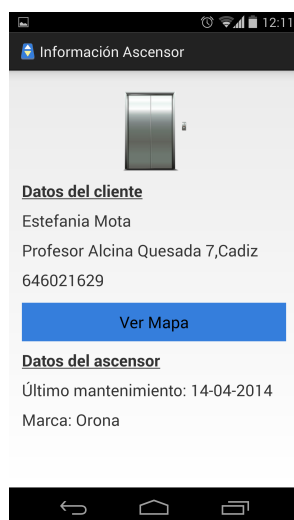 12:11
Información Ascensor
Datos del cliente
Estefania Mota
Profesor Alcina Quesada 7,Cadiz
646021629
Ver Mapa
Datos del ascensor
Último mantenimiento: 14-04-2014
Marca: Orona